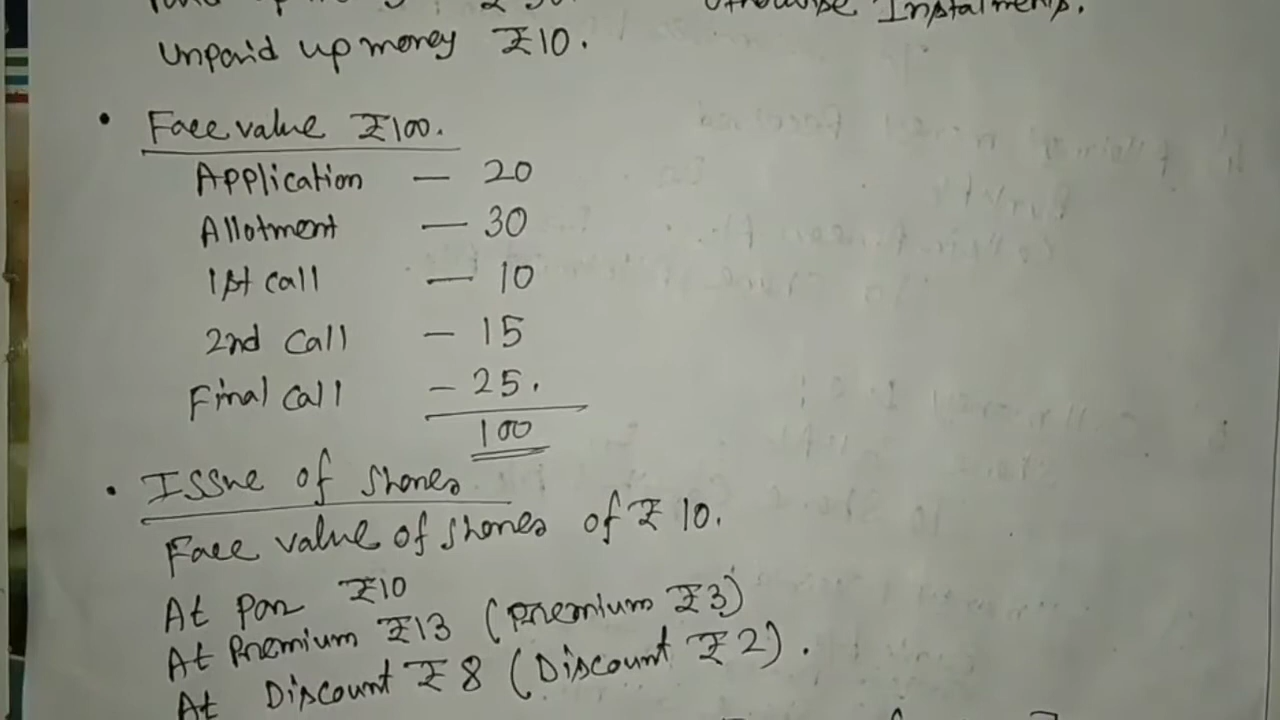 otherwise Instalments.
Unpaid up money ₹10.
• Face value ₹100.
Application — 20
Allotment — 30
1st call — 10
2nd call — 15
Final call — 25.
100
• Issue of shares
Face value of shares of ₹10.
At par ₹10
At Premium ₹13 (Premium ₹3)
At Discount ₹8 (Discount ₹2).